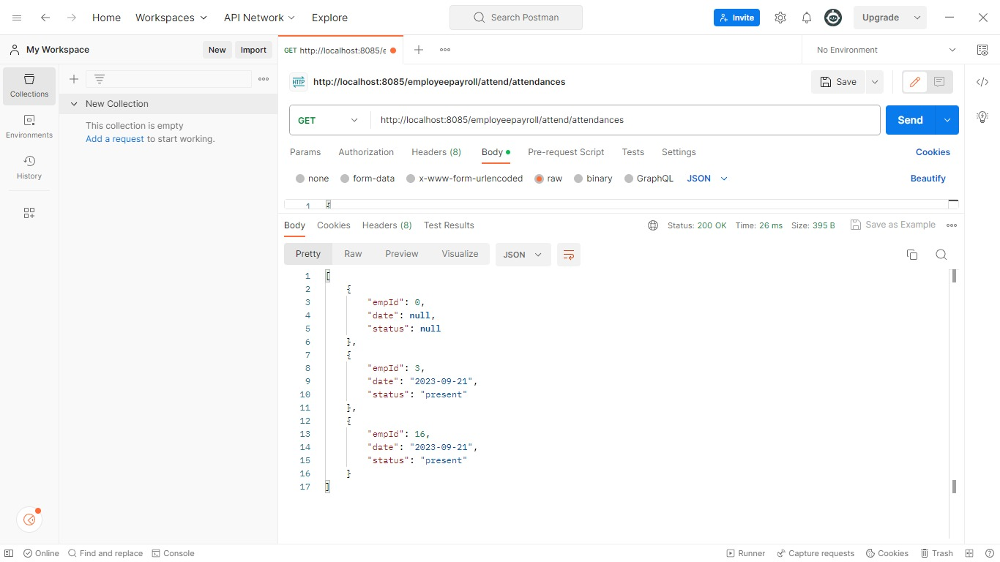 Home Workspaces API Network Explore Search Postman Invite Upgrade
My Workspace New Import GET http://localhost:8085/e No Environment
HTTP http://localhost:8085/employeepayroll/attend/attendances Save
Collections
New Collection
This collection is empty
Add a request to start working.
Environments
History
GET http://localhost:8085/employeepayroll/attend/attendances Send
Params Authorization Headers (8) Body Pre-request Script Tests Settings Cookies
none form-data x-www-form-urlencoded raw binary GraphQL JSON Beautify
1 [
Body Cookies Headers (8) Test Results Status: 200 OK Time: 26 ms Size: 395 B Save as Example
Pretty Raw Preview Visualize JSON
1 [
2 {
3 "empId": 0,
4 "date": null,
5 "status": null
6 },
7 {
8 "empId": 3,
9 "date": "2023-09-21",
10 "status": "present"
11 },
12 {
13 "empId": 16,
14 "date": "2023-09-21",
15 "status": "present"
16 }
17 ]
Online Find and replace Console Runner Capture requests Cookies Trash